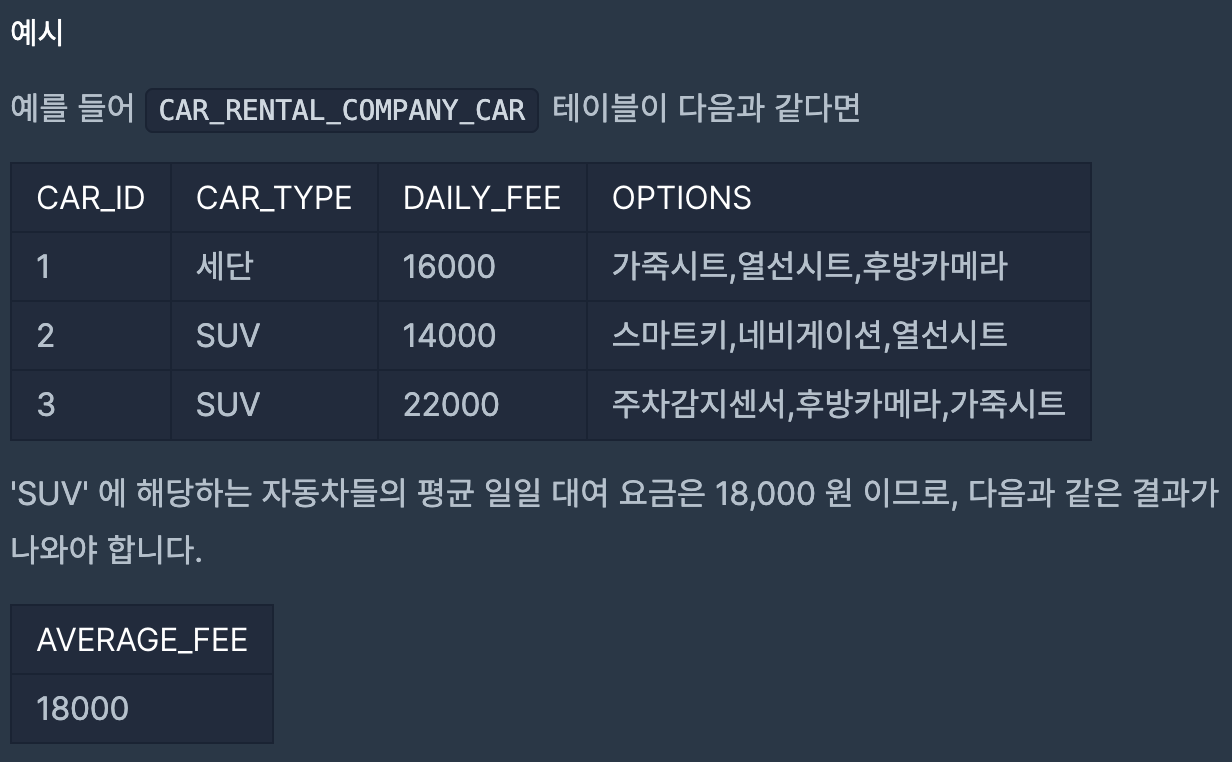 예시
예를 들어 CAR_RENTAL_COMPANY_CAR 테이블이 다음과 같다면
CAR_ID CAR_TYPE DAILY_FEE OPTIONS
1 세단 16000 가죽시트,열선시트,후방카메라
2 SUV 14000 스마트키,네비게이션,열선시트
3 SUV 22000 주차감지센서,후방카메라,가죽시트
'SUV' 에 해당하는 자동차들의 평균 일일 대여 요금은 18,000 원 이므로, 다음과 같은 결과가
나와야 합니다.
AVERAGE_FEE
18000